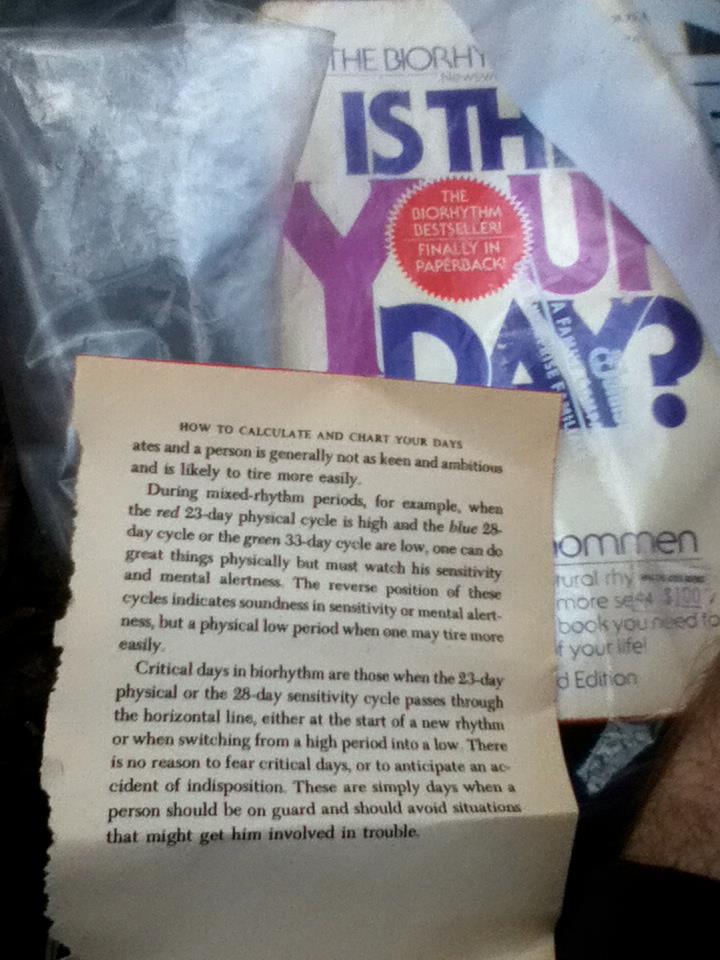 THE BIORHY
Newsw
IS TH
YOUR
DAY?
THE
BIORHYTHM
BESTSELLER!
FINALLY IN
PAPERBACK!
A FAM
ommen
tural rhy
more se $1.00
book you need to
f your life!
d Edition
HOW TO CALCULATE AND CHART YOUR DAYS
ates and a person is generally not as keen and ambitious
and is likely to tire more easily.
During mixed-rhythm periods, for example, when
the red 23-day physical cycle is high and the blue 28-
day cycle or the green 33-day cycle are low, one can do
great things physically but must watch his sensitivity
and mental alertness. The reverse position of these
cycles indicates soundness in sensitivity or mental alert-
ness, but a physical low period when one may tire more
easily.
Critical days in biorhythm are those when the 23-day
physical or the 28-day sensitivity cycle passes through
the horizontal line, either at the start of a new rhythm
or when switching from a high period into a low. There
is no reason to fear critical days, or to anticipate an ac-
cident of indisposition. These are simply days when a
person should be on guard and should avoid situations
that might get him involved in trouble.